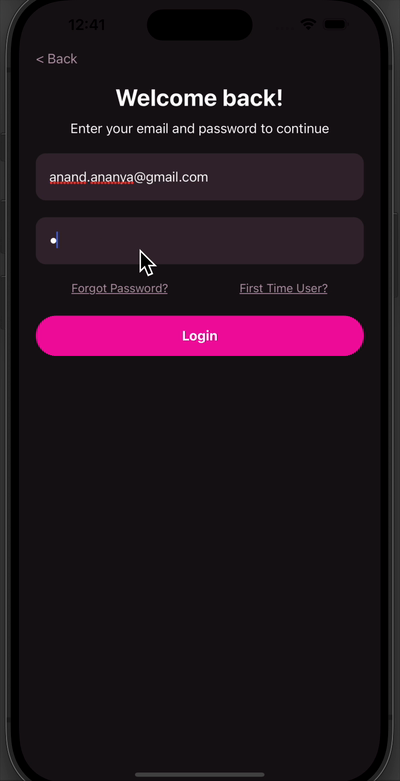 12:41
< Back
Welcome back!
Enter your email and password to continue
anand.ananya@gmail.com
Forgot Password? First Time User?
Login